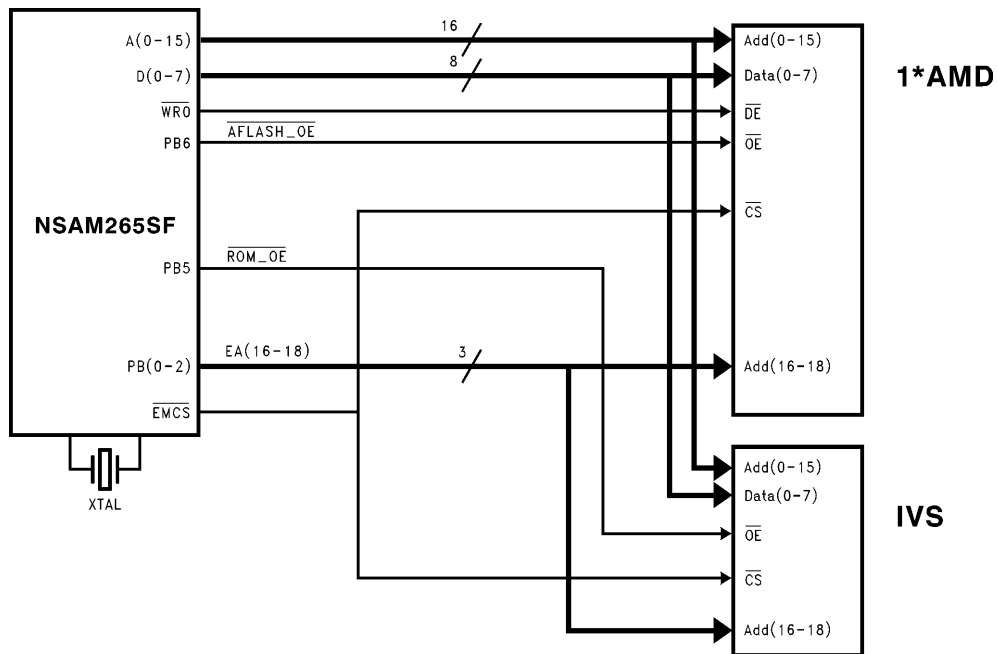 16
A(0-15)
Add(0-15)
1*AMD
8
D(0-7)
Data(0-7)
WR0
DE
PB6
AFLASH_OE
OE
NSAM265SF
CS
PB5
ROM_OE
EA(16-18)
3
PB(0-2)
Add(16-18)
EMCS
XTAL
Add(0-15)
Data(0-7)
IVS
OE
CS
Add(16-18)